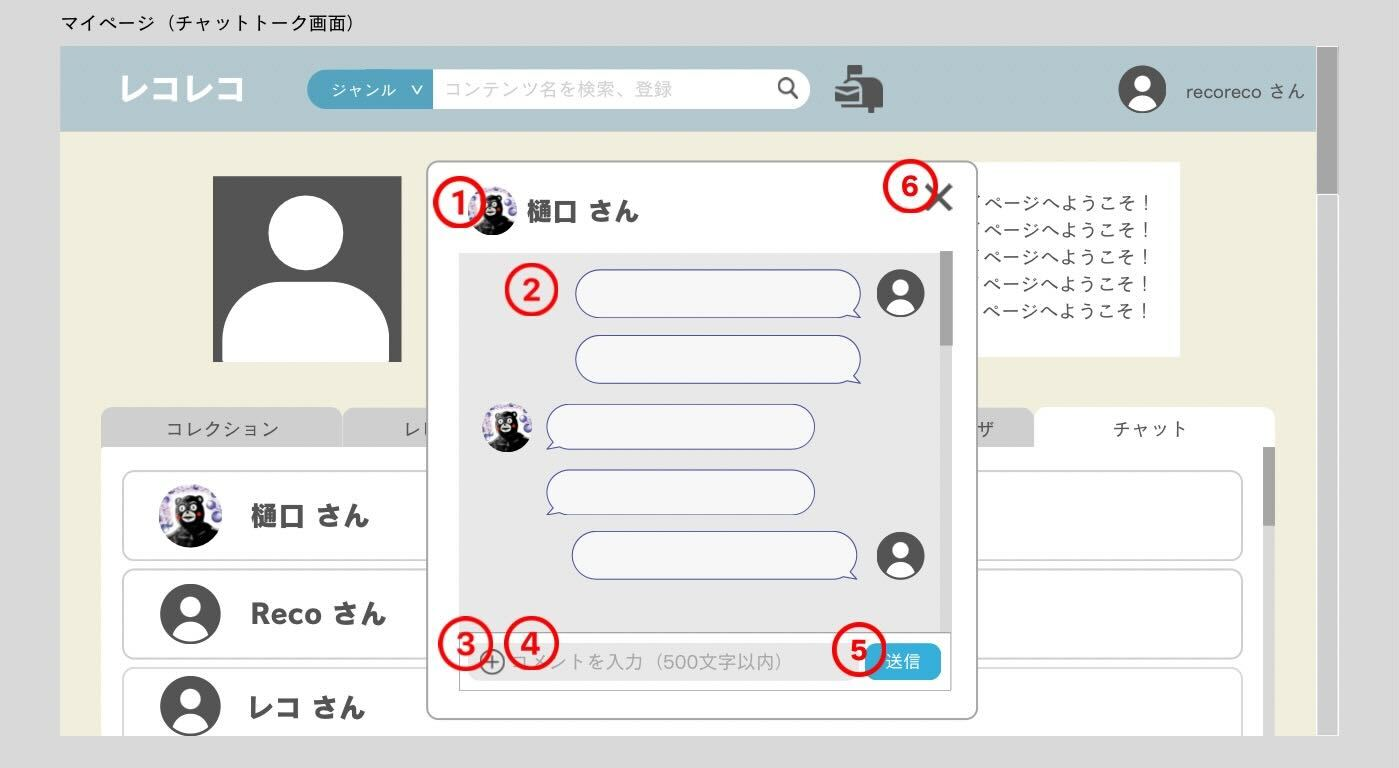 マイページ（チャットトーク画面）
レコレコ
ジャンル
コンテンツ名を検索、登録
recoreco さん
① 樋口 さん
⑥
②
ページへようこそ！
ページへようこそ！
ページへようこそ！
ページへようこそ！
ページへようこそ！
コレクション
レ
ザ
チャット
樋口 さん
Reco さん
レコ さん
③ ④
コメントを入力（500文字以内）
⑤ 送信